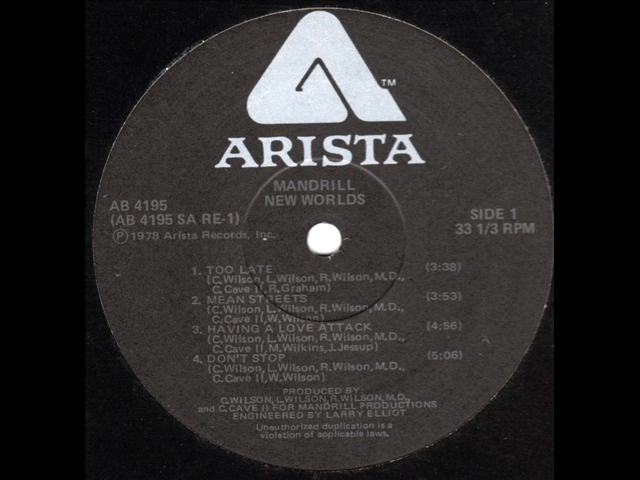 TM
ARISTA
MANDRILL
NEW WORLDS
AB 4195
(AB 4195 SA RE-1)
Ⓟ 1978 Arista Records, Inc.
SIDE 1
33 1/3 RPM
1. TOO LATE (3:38)
(C.Wilson, L.Wilson, R.Wilson, M.D.,
C.Cave II, R.Graham)
2. MEAN STREETS (3:53)
(C.Wilson, L.Wilson, R.Wilson, M.D.,
C.Cave II, W.Wilson)
3. HAVING A LOVE ATTACK (4:56)
(C.Wilson, L.Wilson, R.Wilson, M.D.,
C.Cave II, M.Wilkins, J.Jessup)
4. DON'T STOP (5:06)
(C.Wilson, L.Wilson, R.Wilson, M.D.,
C.Cave II, W.Wilson)
PRODUCED BY
C.WILSON, L.WILSON, R.WILSON, M.D.,
and C.CAVE II FOR MANDRILL PRODUCTIONS
ENGINEERED BY LARRY ELLIOT
Unauthorized duplication is a
violation of applicable laws.